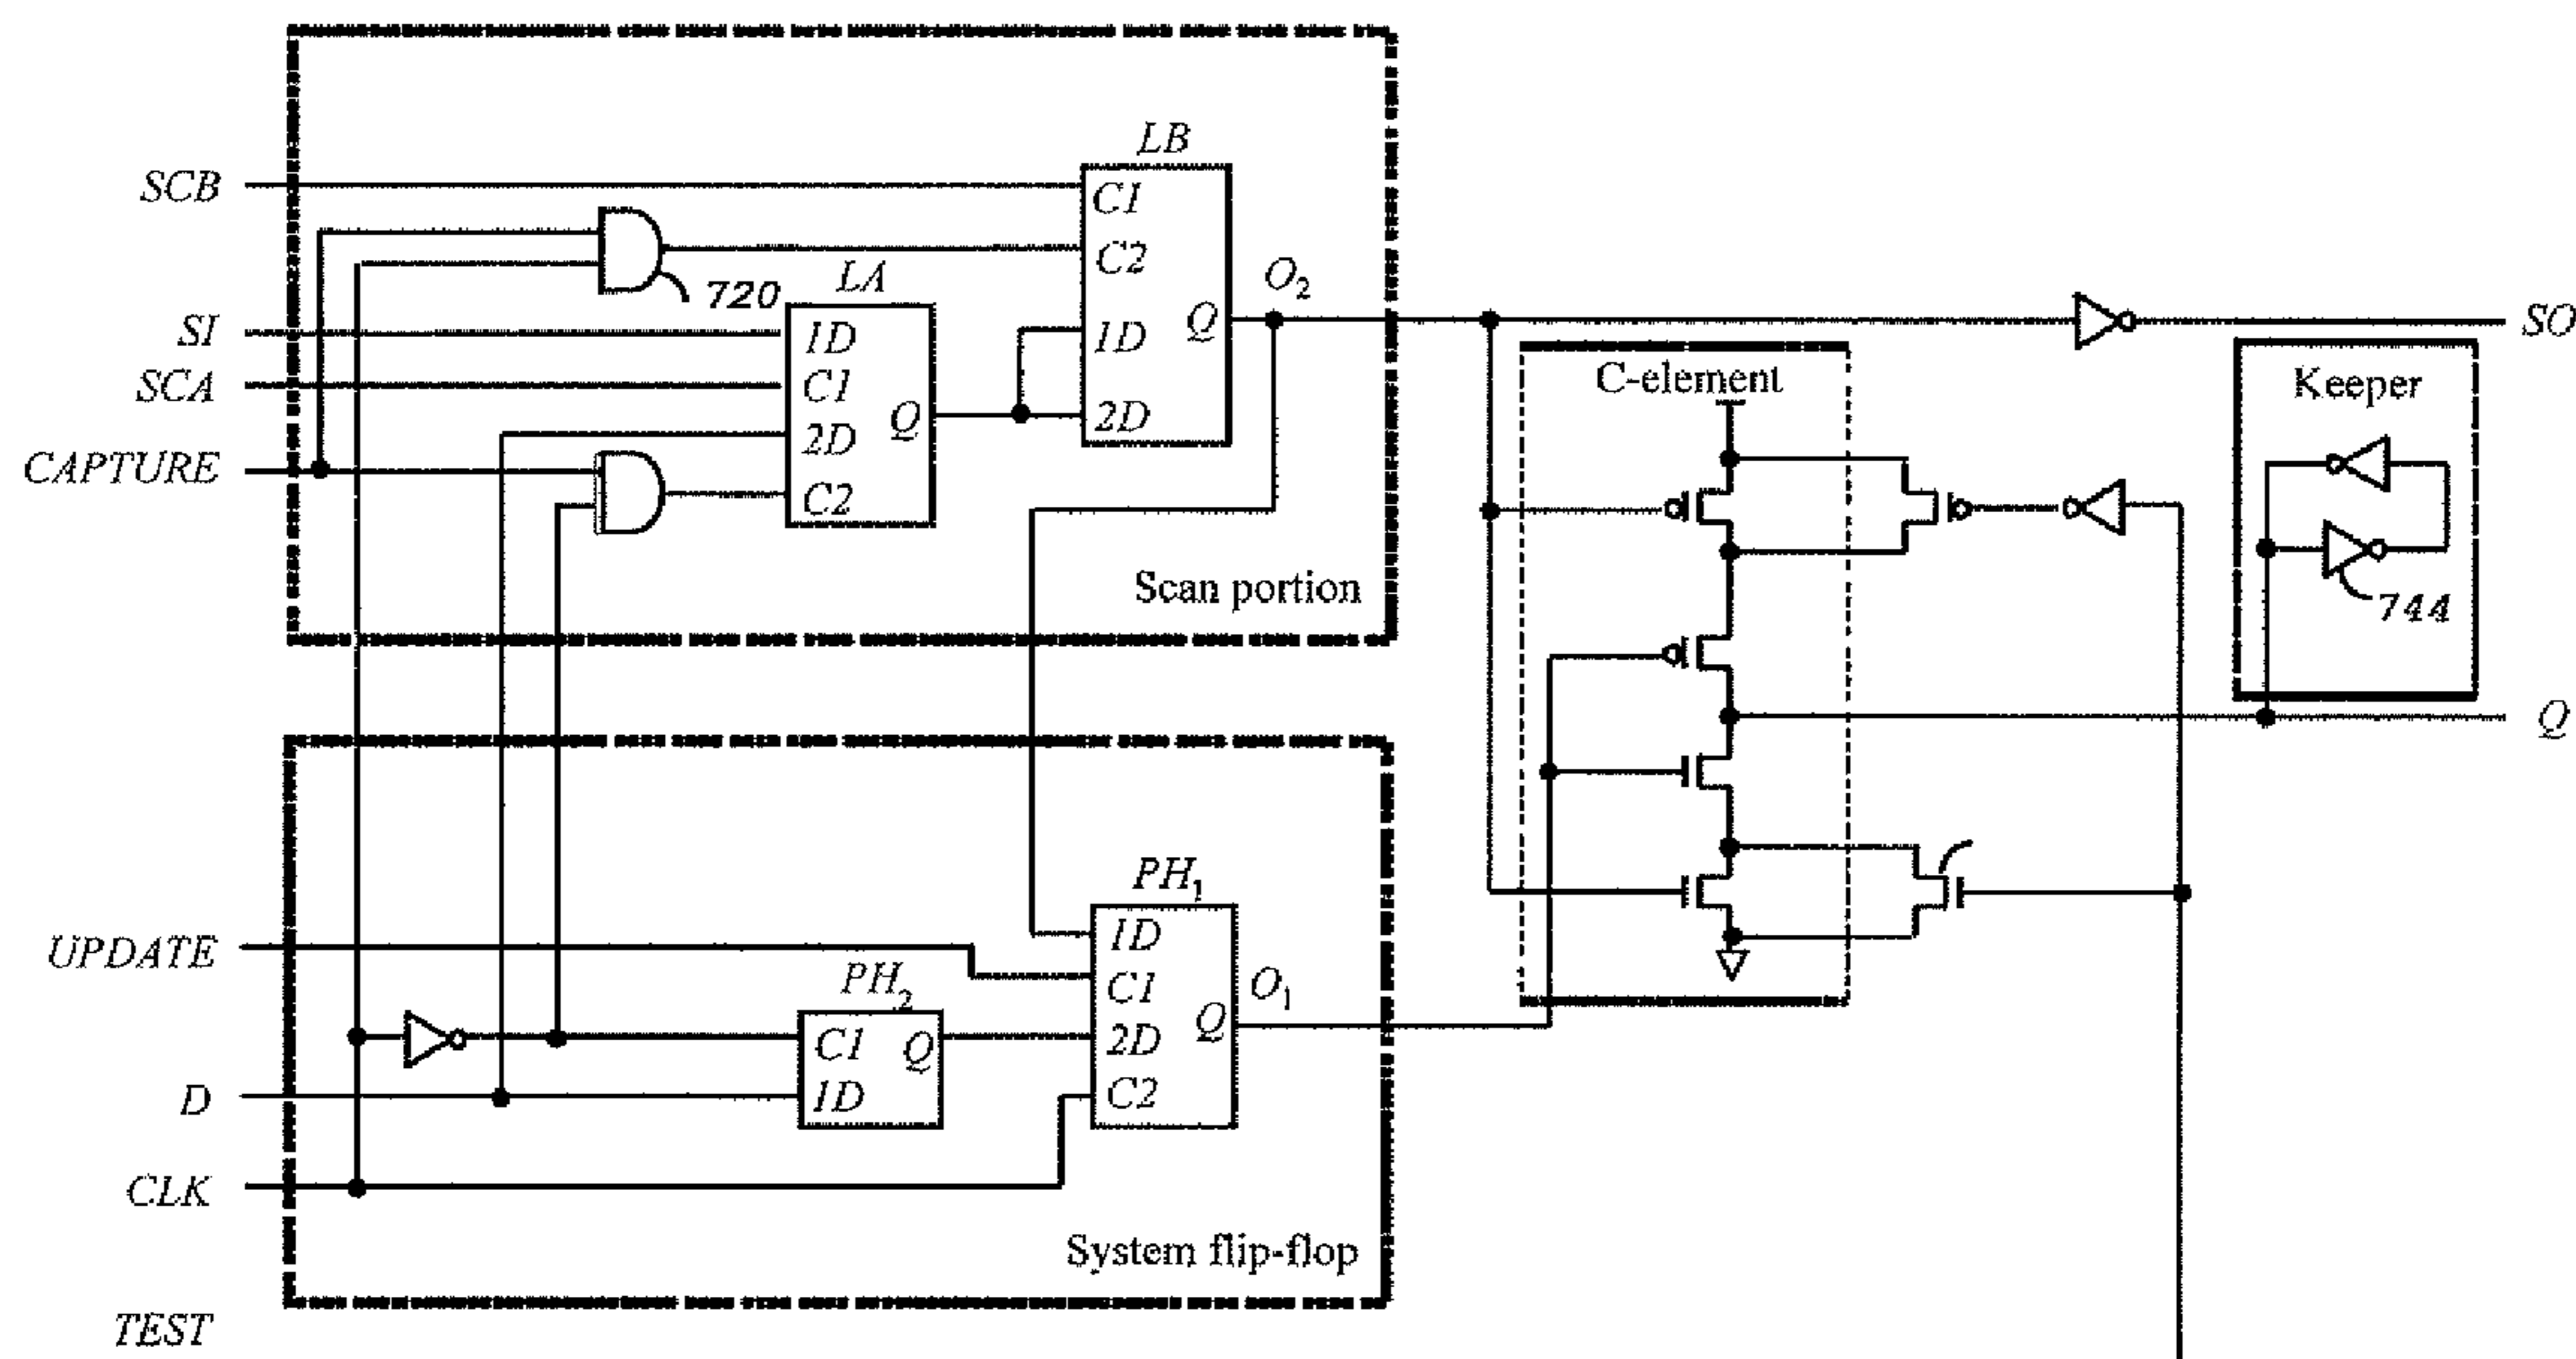 LB
SCB
C1
C2
720
LA
O2
SI
1D
Q
1D
SO
SCA
C1
C-element
Keeper
2D
Q
2D
CAPTURE
C2
Scan portion
744
Q
PH1
UPDATE
1D
PH2
C1
O1
C1
Q
2D
Q
D
1D
C2
CLK
System flip-flop
TEST